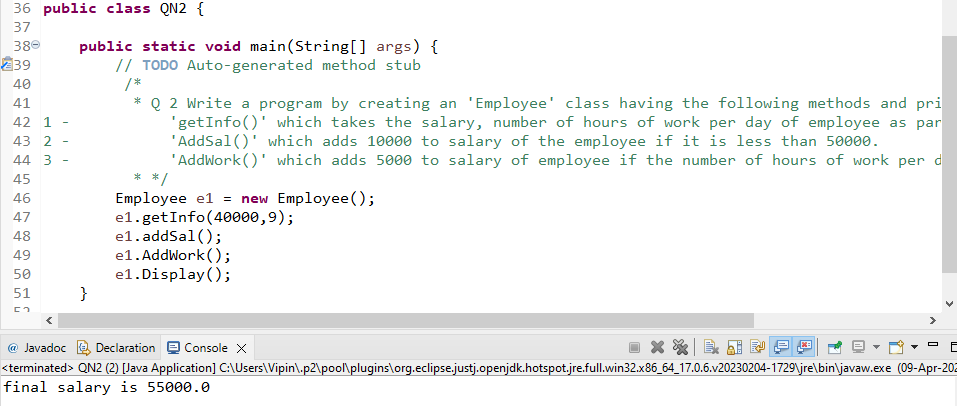 36 public class QN2 {
37
38 public static void main(String[] args) {
39 // TODO Auto-generated method stub
40 /*
41 * Q 2 Write a program by creating an 'Employee' class having the following methods and pri
42 1 - 'getInfo()' which takes the salary, number of hours of work per day of employee as par
43 2 - 'AddSal()' which adds 10000 to salary of the employee if it is less than 50000.
44 3 - 'AddWork()' which adds 5000 to salary of employee if the number of hours of work per d
45 * */
46 Employee e1 = new Employee();
47 e1.getInfo(40000,9);
48 e1.addSal();
49 e1.AddWork();
50 e1.Display();
51 }
52
@ Javadoc Declaration Console
<terminated> QN2 (2) [Java Application] C:\Users\Vipin\.p2\pool\plugins\org.eclipse.justj.openjdk.hotspot.jre.full.win32.x86_64_17.0.6.v20230204-1729\jre\bin\javaw.exe (09-Apr-202
final salary is 55000.0